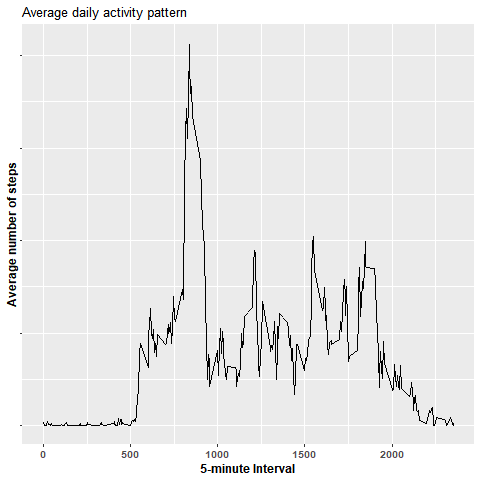 Average daily activity pattern
Average number of steps
0 500 1000 1500 2000
5-minute Interval